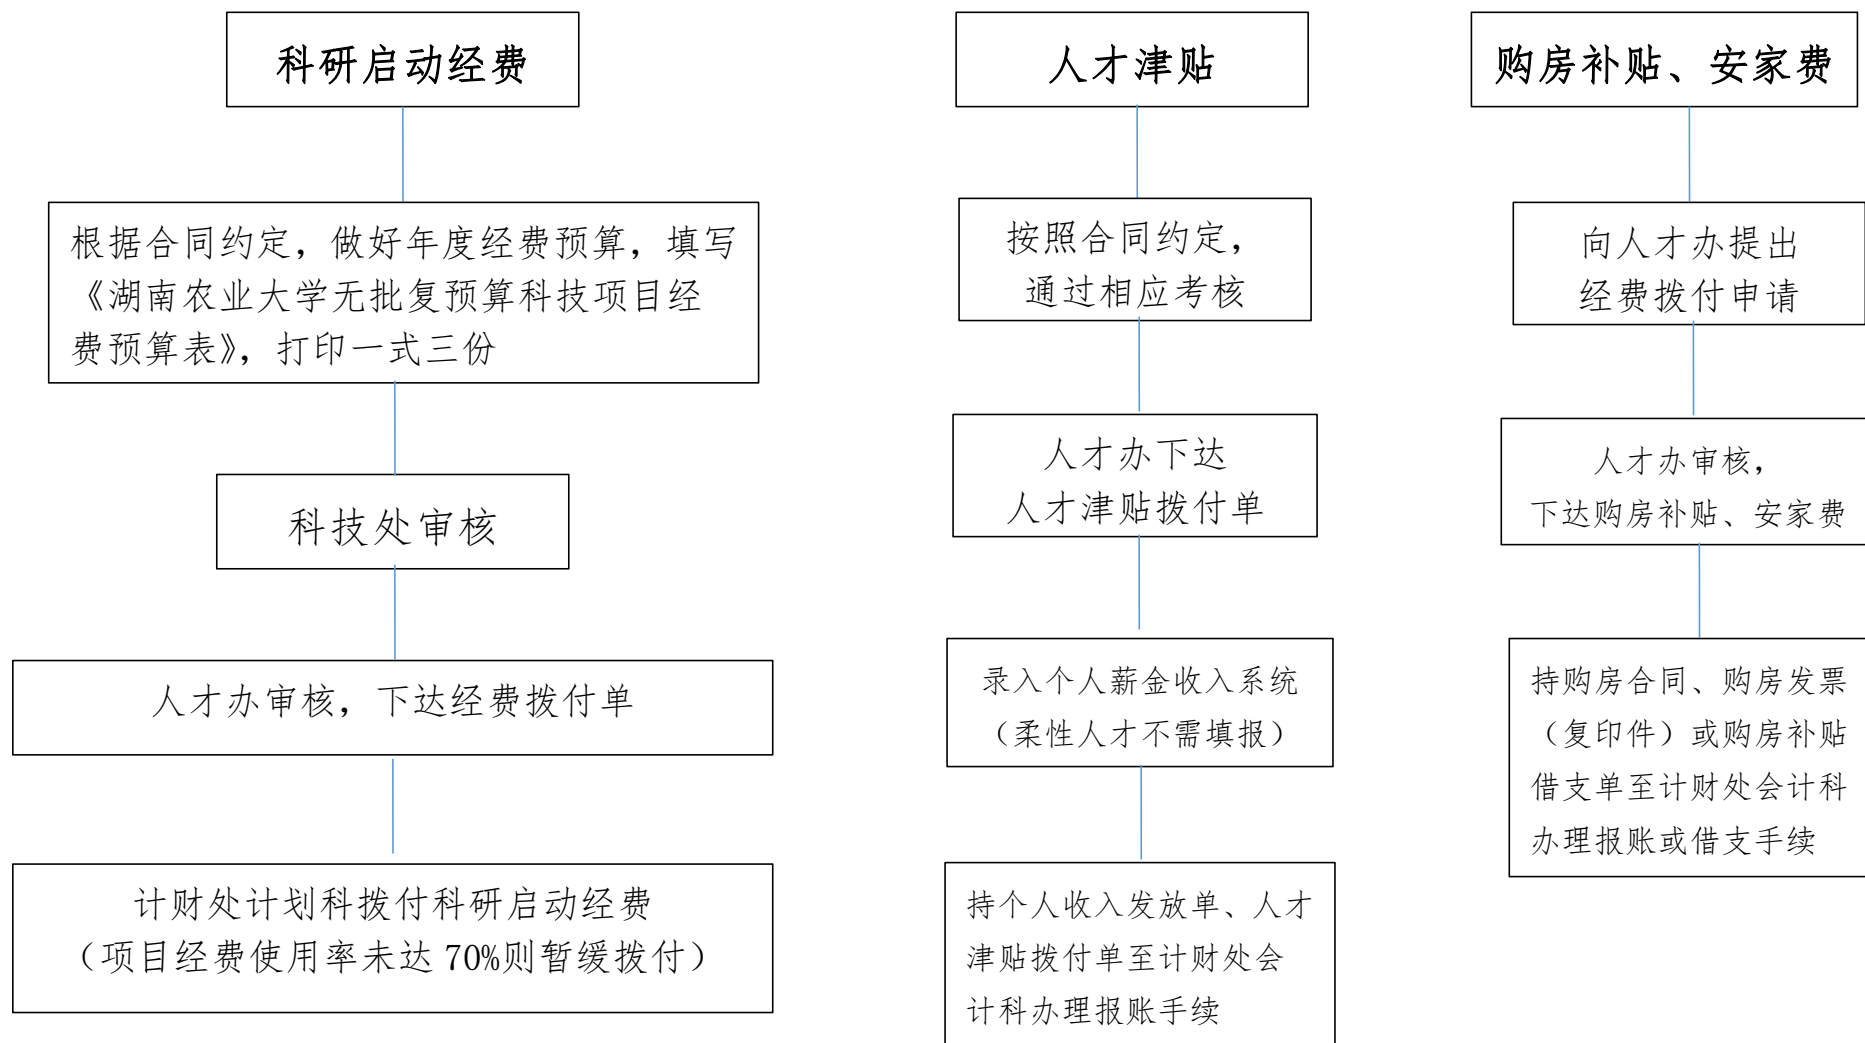 科研启动经费
根据合同约定，做好年度经费预算，填写
《湖南农业大学无批复预算科技项目经
费预算表》，打印一式三份
科技处审核
人才办审核，下达经费拨付单
计财处计划科拨付科研启动经费
（项目经费使用率未达 70%则暂缓拨付）
人才津贴
按照合同约定，
通过相应考核
人才办下达
人才津贴拨付单
录入个人薪金收入系统
（柔性人才不需填报）
持个人收入发放单、人才
津贴拨付单至计财处会
计科办理报账手续
购房补贴、安家费
向人才办提出
经费拨付申请
人才办审核，
下达购房补贴、安家费
持购房合同、购房发票
（复印件）或购房补贴
借支单至计财处会计科
办理报账或借支手续